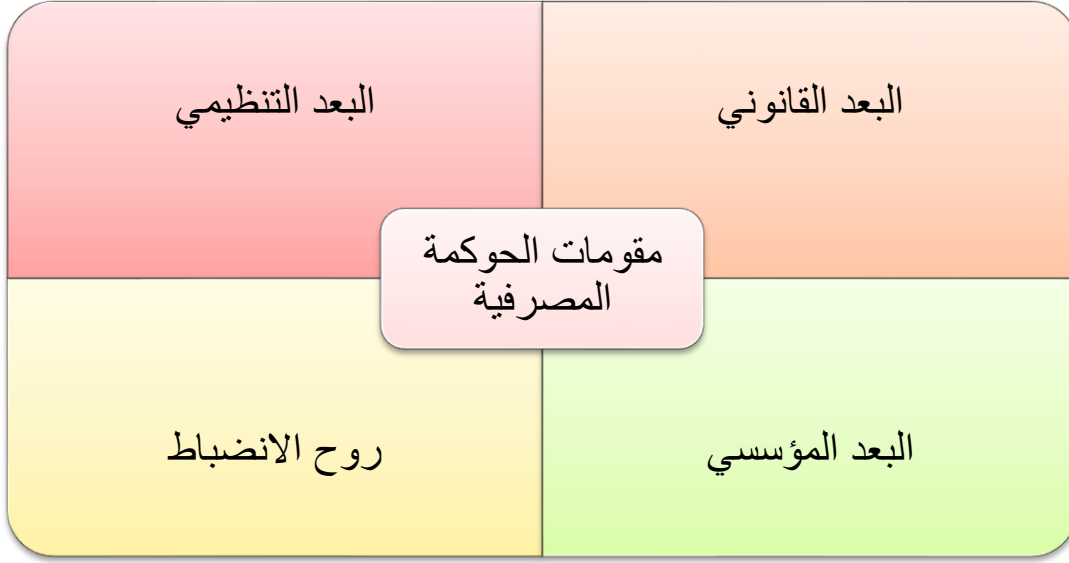 البعد القانوني
البعد التنظيمي
مقومات الحوكمة
المصرفية
البعد المؤسسي
روح الانضباط